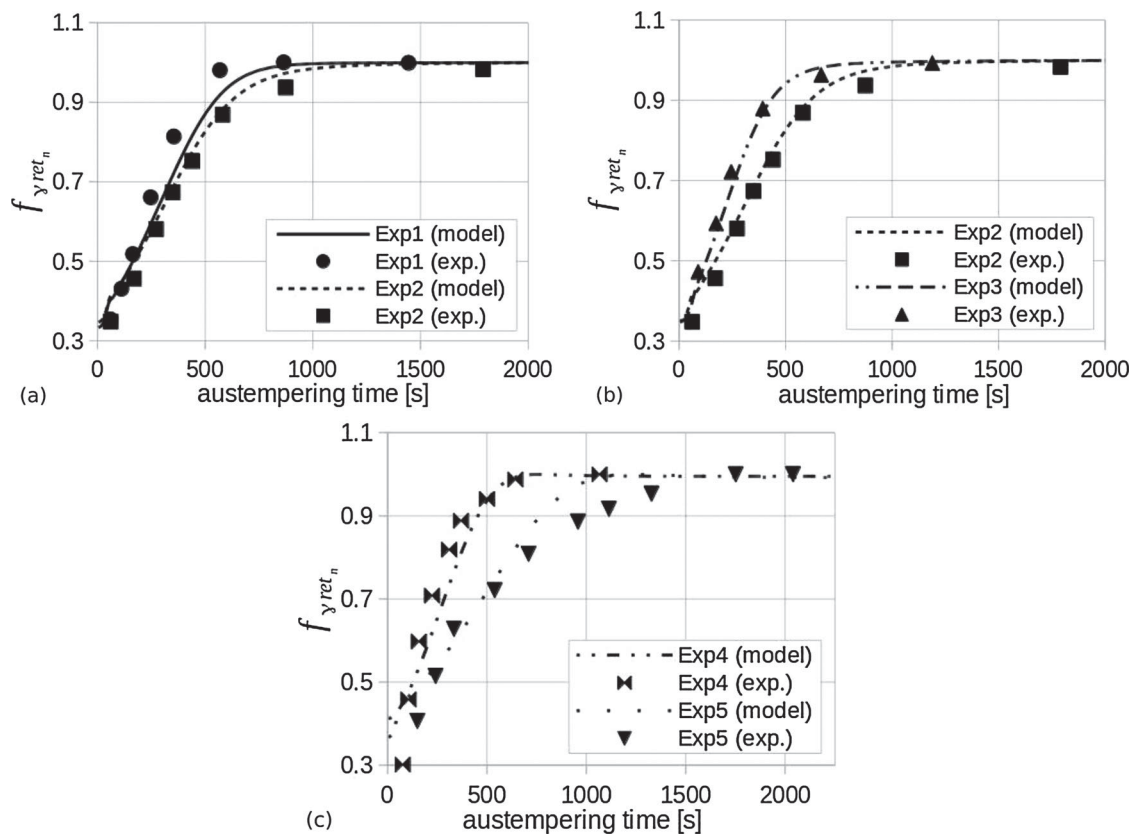 1.1
0.9
0.7
0.5
0.3
f γ ret n
0 500 1000 1500 2000
austempering time [s]
Exp1 (model)
Exp1 (exp.)
Exp2 (model)
Exp2 (exp.)
(a)
1.1
0.9
0.7
0.5
0.3
f γ ret n
0 500 1000 1500 2000
austempering time [s]
Exp2 (model)
Exp2 (exp.)
Exp3 (model)
Exp3 (exp.)
(b)
1.1
0.9
0.7
0.5
0.3
f γ ret n
0 500 1000 1500 2000
austempering time [s]
Exp4 (model)
Exp4 (exp.)
Exp5 (model)
Exp5 (exp.)
(c)